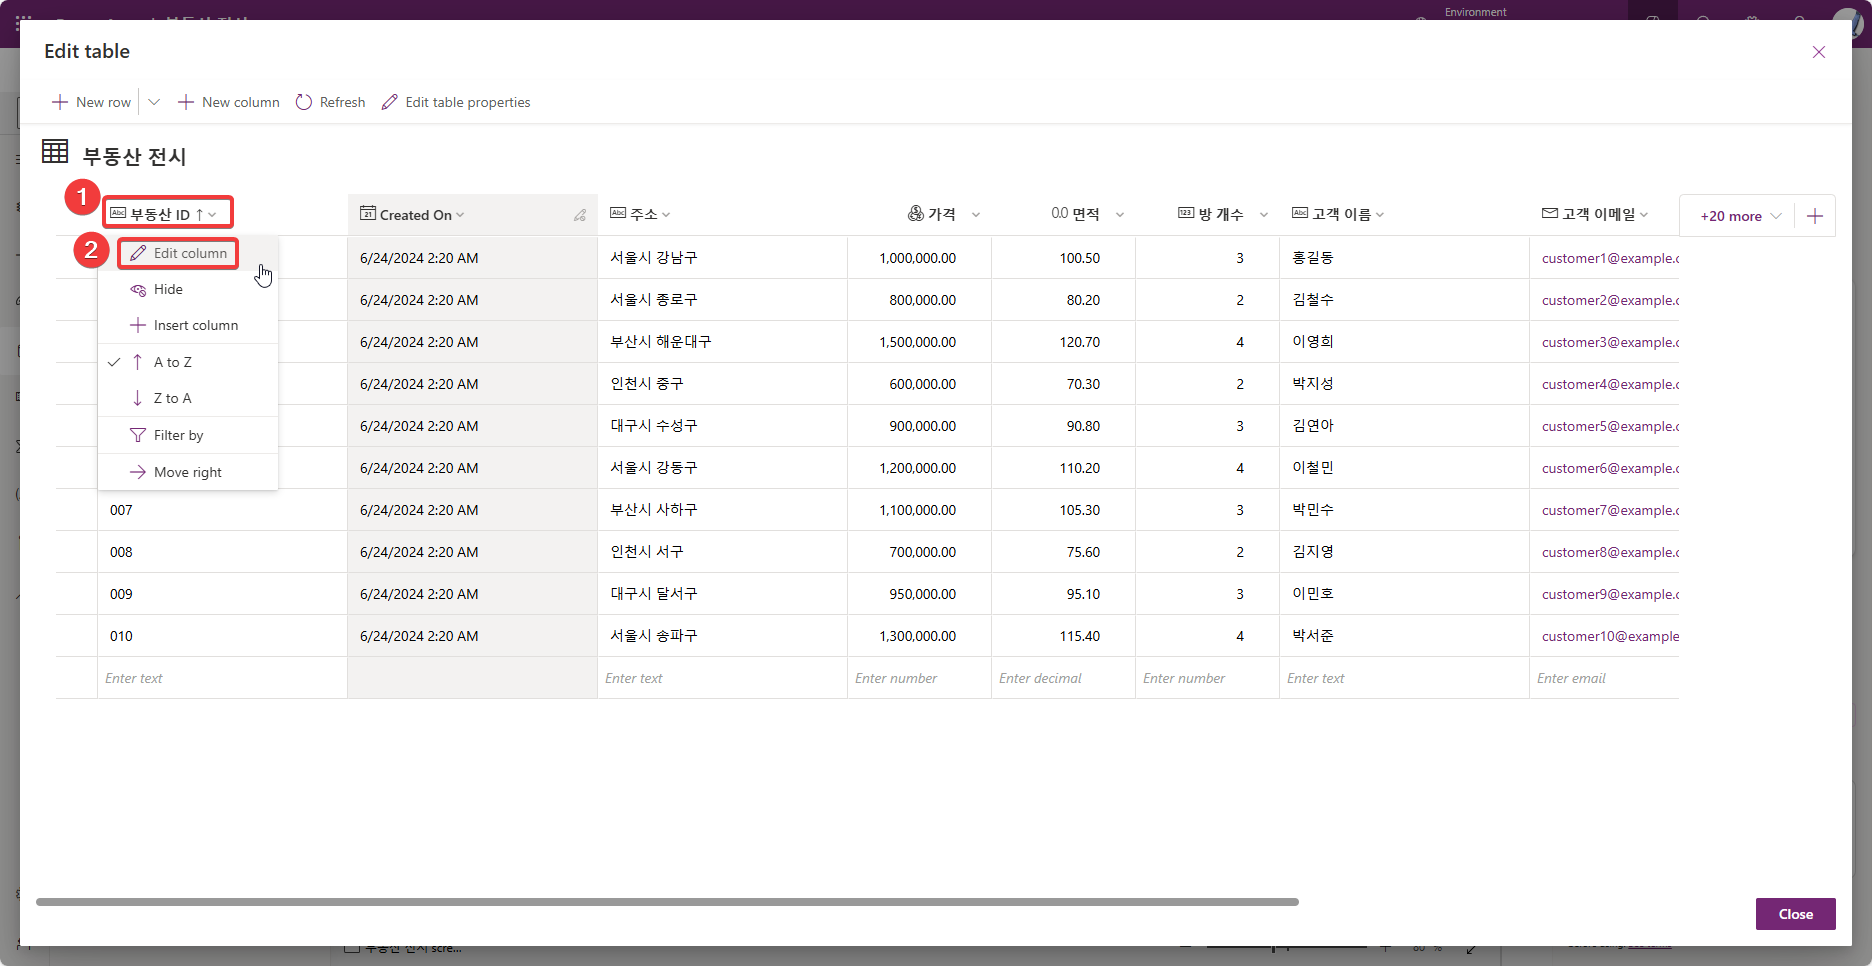 Environment
Edit table
New row
New column
Refresh
Edit table properties
부동산 전시
1
Abc 부동산 ID ↑
21 Created On
Abc 주소
가격
0.0 면적
123 방 개수
Abc 고객 이름
고객 이메일
+20 more
2
Edit column
Hide
Insert column
A to Z
Z to A
Filter by
Move right
6/24/2024 2:20 AM 서울시 강남구 1,000,000.00 100.50 3 홍길동 customer1@example.c
6/24/2024 2:20 AM 서울시 종로구 800,000.00 80.20 2 김철수 customer2@example.c
6/24/2024 2:20 AM 부산시 해운대구 1,500,000.00 120.70 4 이영희 customer3@example.c
6/24/2024 2:20 AM 인천시 중구 600,000.00 70.30 2 박지성 customer4@example.c
6/24/2024 2:20 AM 대구시 수성구 900,000.00 90.80 3 김연아 customer5@example.c
6/24/2024 2:20 AM 서울시 강동구 1,200,000.00 110.20 4 이철민 customer6@example.c
007 6/24/2024 2:20 AM 부산시 사하구 1,100,000.00 105.30 3 박민수 customer7@example.c
008 6/24/2024 2:20 AM 인천시 서구 700,000.00 75.60 2 김지영 customer8@example.c
009 6/24/2024 2:20 AM 대구시 달서구 950,000.00 95.10 3 이민호 customer9@example.c
010 6/24/2024 2:20 AM 서울시 송파구 1,300,000.00 115.40 4 박서준 customer10@example
Enter text Enter text Enter number Enter decimal Enter number Enter text Enter email
Close